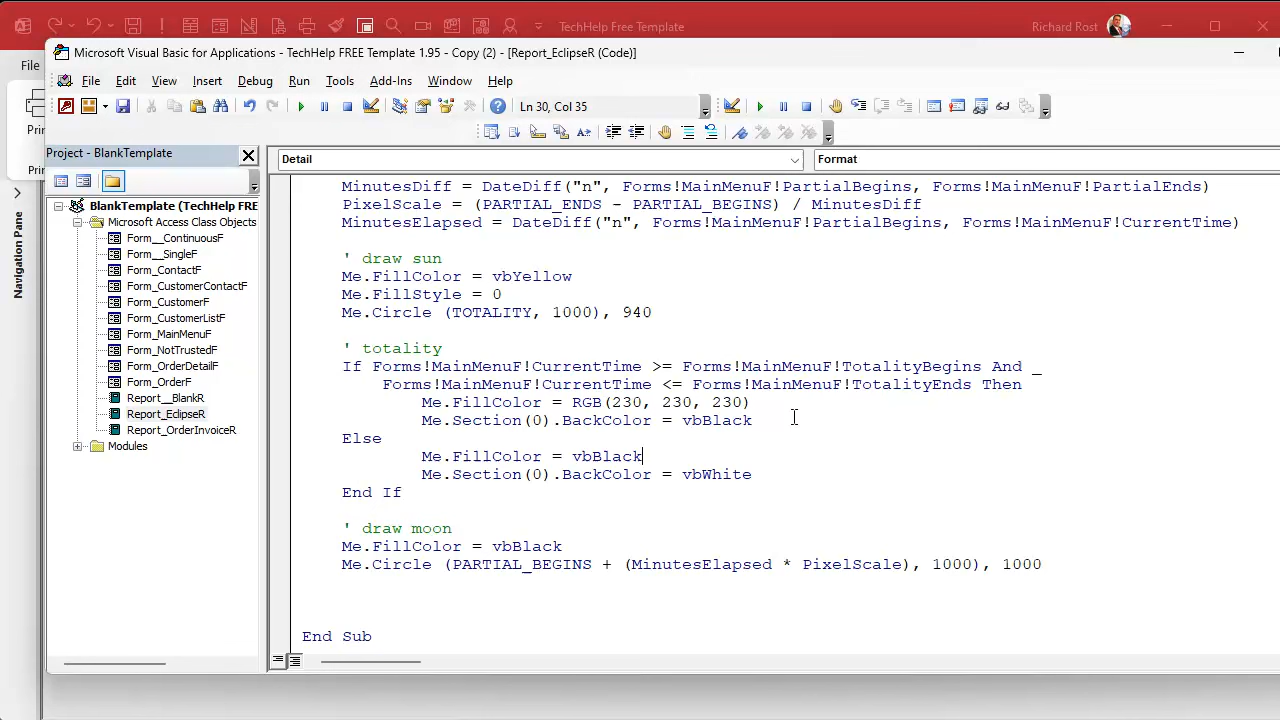 TechHelp Free Template
Richard Rost
File
Microsoft Visual Basic for Applications - TechHelp FREE Template 1.95 - Copy (2) - [Report_EclipseR (Code)]
File Edit View Insert Debug Run Tools Add-Ins Window Help
Ln 30, Col 35
Prin
Prin
Navigation Pane
Project - BlankTemplate
BlankTemplate (TechHelp FRE
Microsoft Access Class Objects
Form__ContinuousF
Form__SingleF
Form_ContactF
Form_CustomerContactF
Form_CustomerF
Form_CustomerListF
Form_MainMenuF
Form_NotTrustedF
Form_OrderDetailF
Form_OrderF
Report__BlankR
Report_EclipseR
Report_OrderInvoiceR
Modules
Detail
Format
MinutesDiff = DateDiff("n", Forms!MainMenuF!PartialBegins, Forms!MainMenuF!PartialEnds)
PixelScale = (PARTIAL_ENDS - PARTIAL_BEGINS) / MinutesDiff
MinutesElapsed = DateDiff("n", Forms!MainMenuF!PartialBegins, Forms!MainMenuF!CurrentTime)
' draw sun
Me.FillColor = vbYellow
Me.FillStyle = 0
Me.Circle (TOTALITY, 1000), 940
' totality
If Forms!MainMenuF!CurrentTime >= Forms!MainMenuF!TotalityBegins And _
Forms!MainMenuF!CurrentTime <= Forms!MainMenuF!TotalityEnds Then
Me.FillColor = RGB(230, 230, 230)
Me.Section(0).BackColor = vbBlack
Else
Me.FillColor = vbBlack
Me.Section(0).BackColor = vbWhite
End If
' draw moon
Me.FillColor = vbBlack
Me.Circle (PARTIAL_BEGINS + (MinutesElapsed * PixelScale), 1000), 1000
End Sub